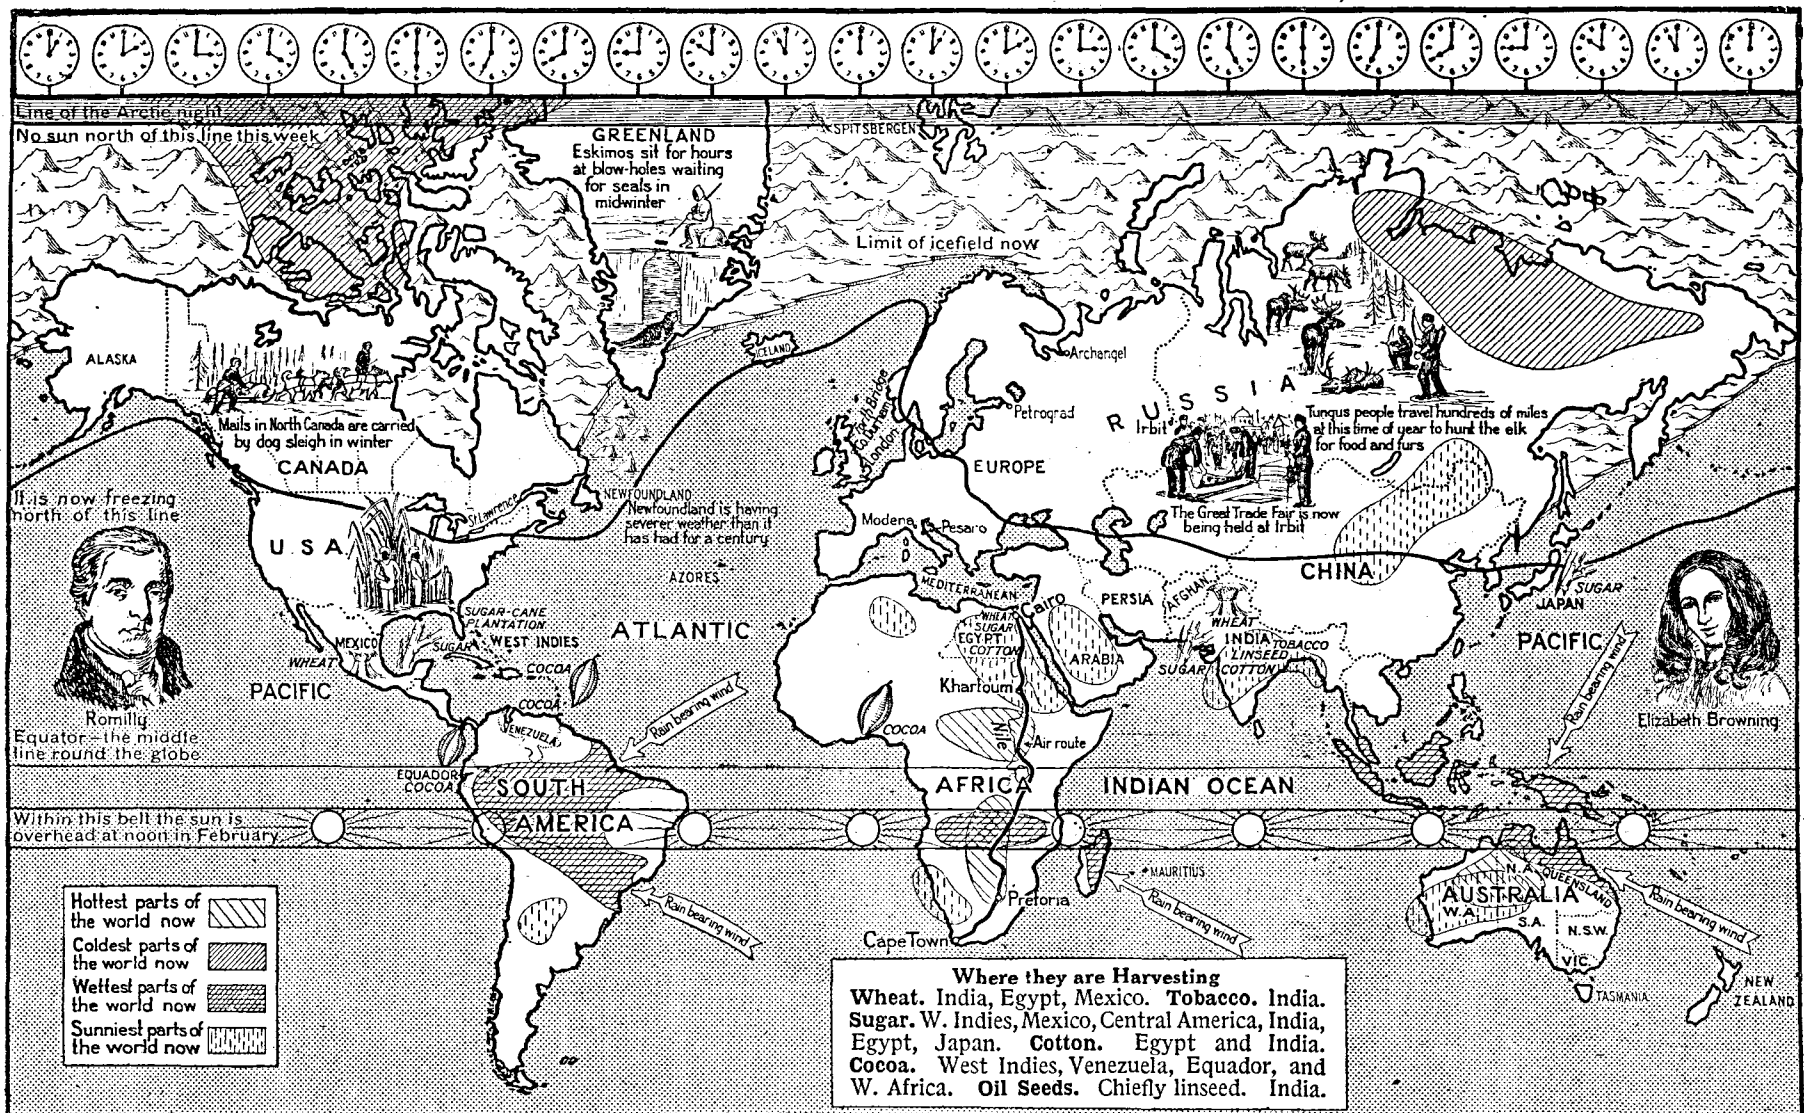 Line of the Arctic night
No sun north of this line this week
GREENLAND
Eskimos sit for hours
at blow-holes waiting
for seals in
midwinter
SPITSBERGEN
Limit of icefield now
ALASKA
ICELAND
Archangel
Mails in North Canada are carried
by dog sleigh in winter
CANADA
Petrograd
RUSSIA
Forth Bridge
London
Irbit
Tungus people travel hundreds of miles
at this time of year to hunt the elk
for food and furs
EUROPE
It is now freezing
north of this line
St Lawrence
NEWFOUNDLAND
Newfoundland is having
severer weather than it
has had for a century
The Great Trade Fair is now
being held at Irbit
U.S.A.
Modena
Pesaro
AZORES
MEDITERRANEAN
CHINA
PERSIA
AFGHAN.
SUGAR
JAPAN
Cairo
SUGAR-CANE
PLANTATION
WEST INDIES
ATLANTIC
WHEAT
SUGAR
EGYPT
COTTON
ARABIA
WHEAT
INDIA
TOBACCO
LINSEED
SUGAR
COTTON
PACIFIC
MEXICO
SUGAR
WHEAT
COCOA
PACIFIC
Khartoum
COCOA
Rain bearing wind
Rain bearing wind
Romilly
Elizabeth Browning
Equator—the middle
line round the globe
VENEZUELA
COCOA
Nile
Air route
EQUADOR
COCOA
SOUTH
AMERICA
AFRICA
INDIAN OCEAN
Within this belt the sun is
overhead at noon in February
MAURITIUS
Pretoria
Cape Town
Rain bearing wind
Rain bearing wind
Rain bearing wind
N.A.
QUEENSLAND
AUSTRALIA
W.A.
S.A.
N.S.W.
VIC.
TASMANIA
NEW
ZEALAND
Hottest parts of
the world now
Coldest parts of
the world now
Wettest parts of
the world now
Sunniest parts of
the world now
Where they are Harvesting
Wheat. India, Egypt, Mexico. Tobacco. India.
Sugar. W. Indies, Mexico, Central America, India,
Egypt, Japan. Cotton. Egypt and India.
Cocoa. West Indies, Venezuela, Equador, and
W. Africa. Oil Seeds. Chiefly linseed. India.